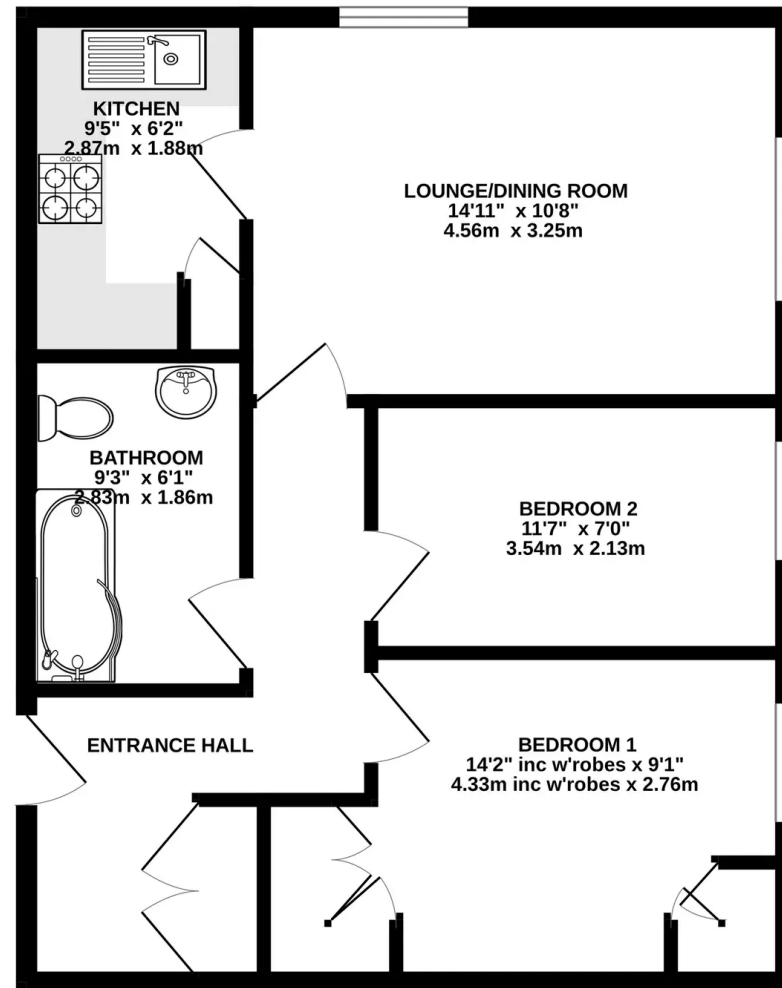 KITCHEN
9'5" x 6'2"
2.87m x 1.88m
LOUNGE/DINING ROOM
14'11" x 10'8"
4.56m x 3.25m
BATHROOM
9'3" x 6'1"
2.83m x 1.86m
BEDROOM 2
11'7" x 7'0"
3.54m x 2.13m
ENTRANCE HALL
BEDROOM 1
14'2" inc w'robes x 9'1"
4.33m inc w'robes x 2.76m